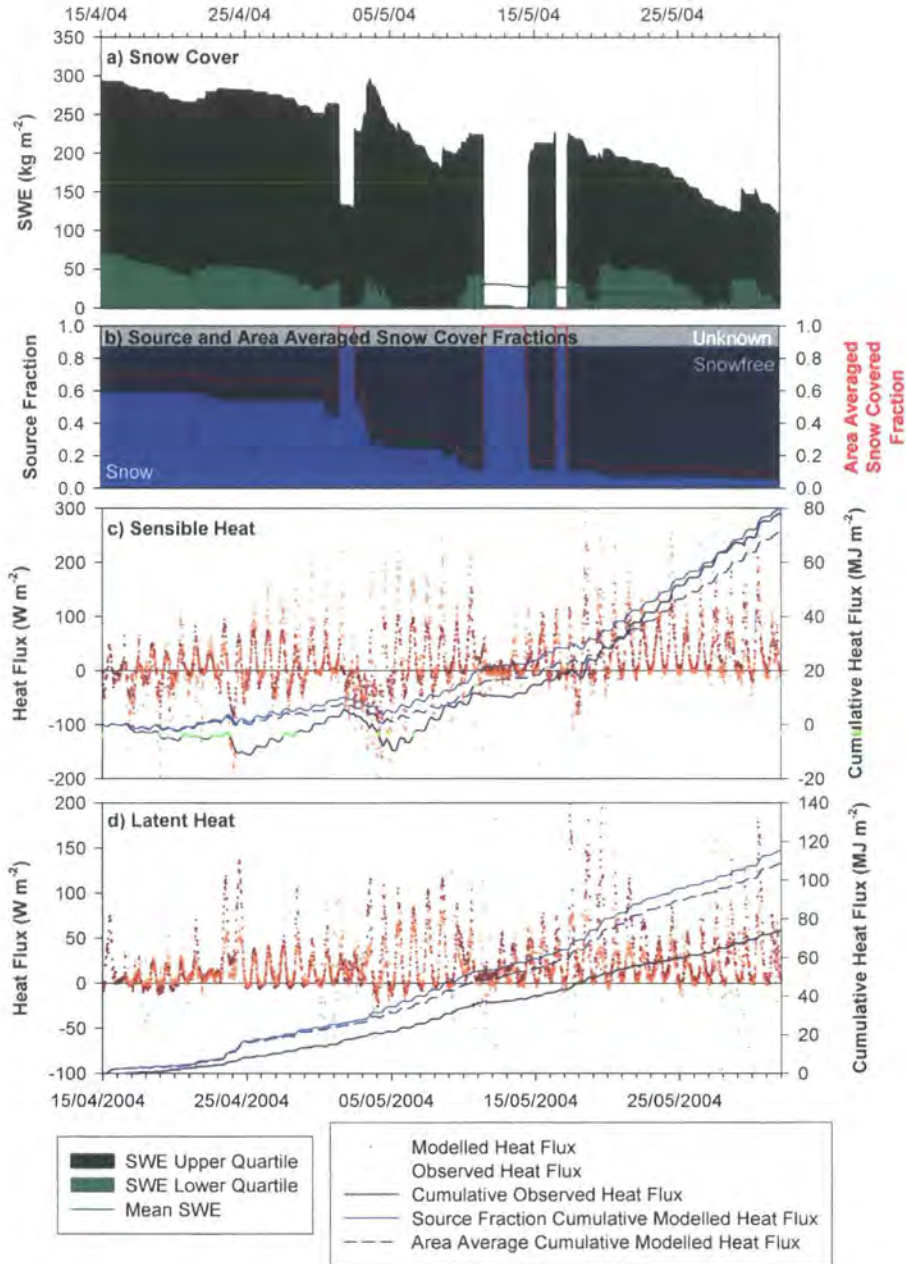 15/4/04 25/4/04 05/5/04 15/5/04 25/5/04
a) Snow Cover
SWE (kg m⁻²)
350
300
250
200
150
100
50
0
b) Source and Area Averaged Snow Cover Fractions
Unknown
Snowfree
Snow
Source Fraction
1.0
0.8
0.6
0.4
0.2
0.0
1.0
0.8
0.6
0.4
0.2
0.0
Area Averaged
Snow Covered
Fraction
c) Sensible Heat
Heat Flux (W m⁻²)
300
200
100
0
-100
-200
80
60
40
20
0
-20
Cumulative Heat Flux (MJ m⁻²)
d) Latent Heat
Heat Flux (W m⁻²)
200
150
100
50
0
-50
-100
140
120
100
80
60
40
20
0
Cumulative Heat Flux (MJ m⁻²)
15/04/2004 25/04/2004 05/05/2004 15/05/2004 25/05/2004
SWE Upper Quartile
SWE Lower Quartile
Mean SWE
Modelled Heat Flux
Observed Heat Flux
Cumulative Observed Heat Flux
Source Fraction Cumulative Modelled Heat Flux
Area Average Cumulative Modelled Heat Flux